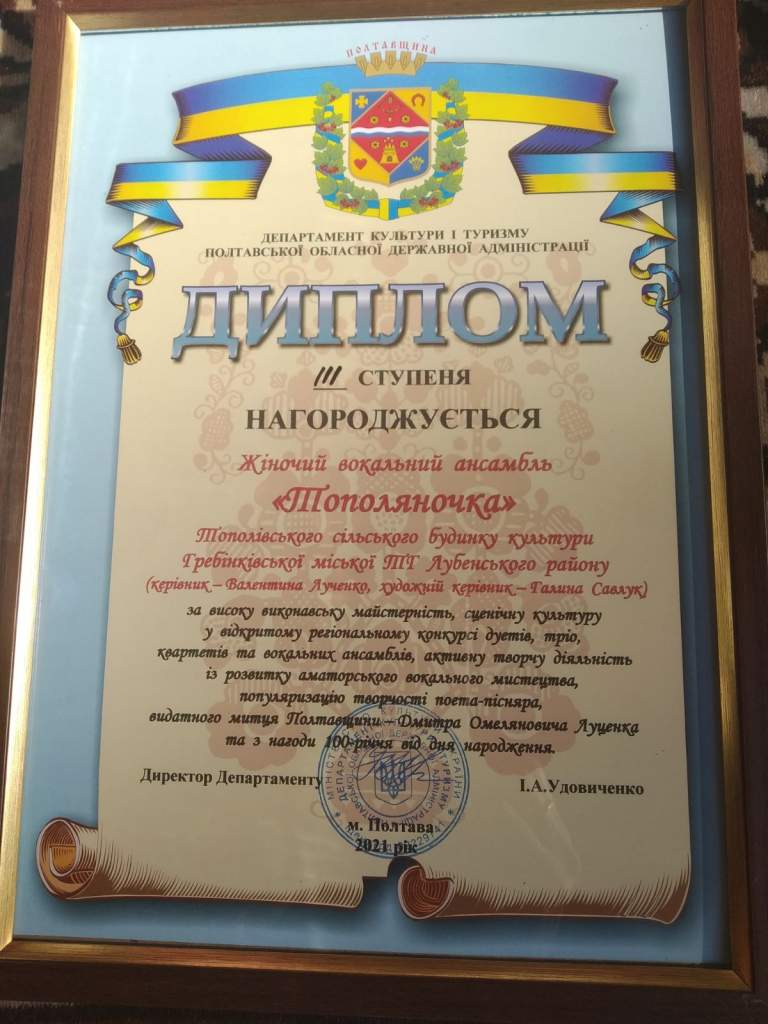 ПОЛТАВЩИНА
ДЕПАРТАМЕНТ КУЛЬТУРИ І ТУРИЗМУ
ПОЛТАВСЬКОЇ ОБЛАСНОЇ ДЕРЖАВНОЇ АДМІНІСТРАЦІЇ
ДИПЛОМ
III СТУПЕНЯ
НАГОРОДЖУЄТЬСЯ
Жіночий вокальний ансамбль
«Тополяночка»
Тополівського сільського будинку культури
Гребінківської міської ТГ Лубенського району
(керівник – Валентина Лученко, художній керівник – Галина Савлук)
за високу виконавську майстерність, сценічну культуру
у відкритому регіональному конкурсі дуетів, тріо,
квартетів та вокальних ансамблів, активну творчу діяльність
із розвитку аматорського вокального мистецтва,
популяризацію творчості поета-пісняра,
видатного митця Полтавщини – Дмитра Омеляновича Луценка
та з нагоди 100-річчя від дня народження.
Директор Департаменту І.А.Удовиченко
м. Полтава
2021 рік